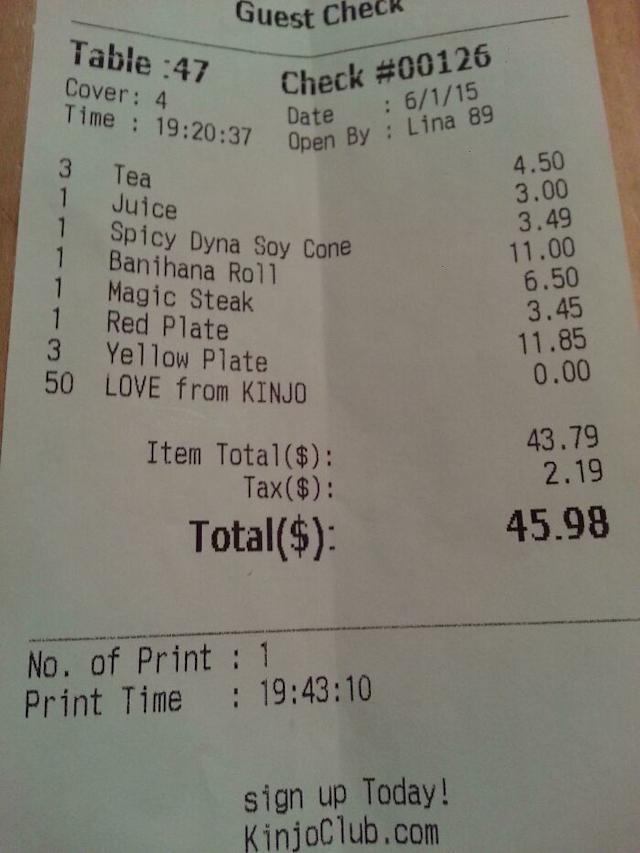 Guest Check
Table :47 Check #00126
Cover: 4 Date : 6/1/15
Time : 19:20:37 Open By : Lina 89
3 Tea 4.50
1 Juice 3.00
1 Spicy Dyna Soy Cone 3.49
1 Banihana Roll 11.00
1 Magic Steak 6.50
1 Red Plate 3.45
3 Yellow Plate 11.85
50 LOVE from KINJO 0.00
Item Total($): 43.79
Tax($): 2.19
Total($): 45.98
No. of Print : 1
Print Time : 19:43:10
sign up Today!
KinjoClub.com